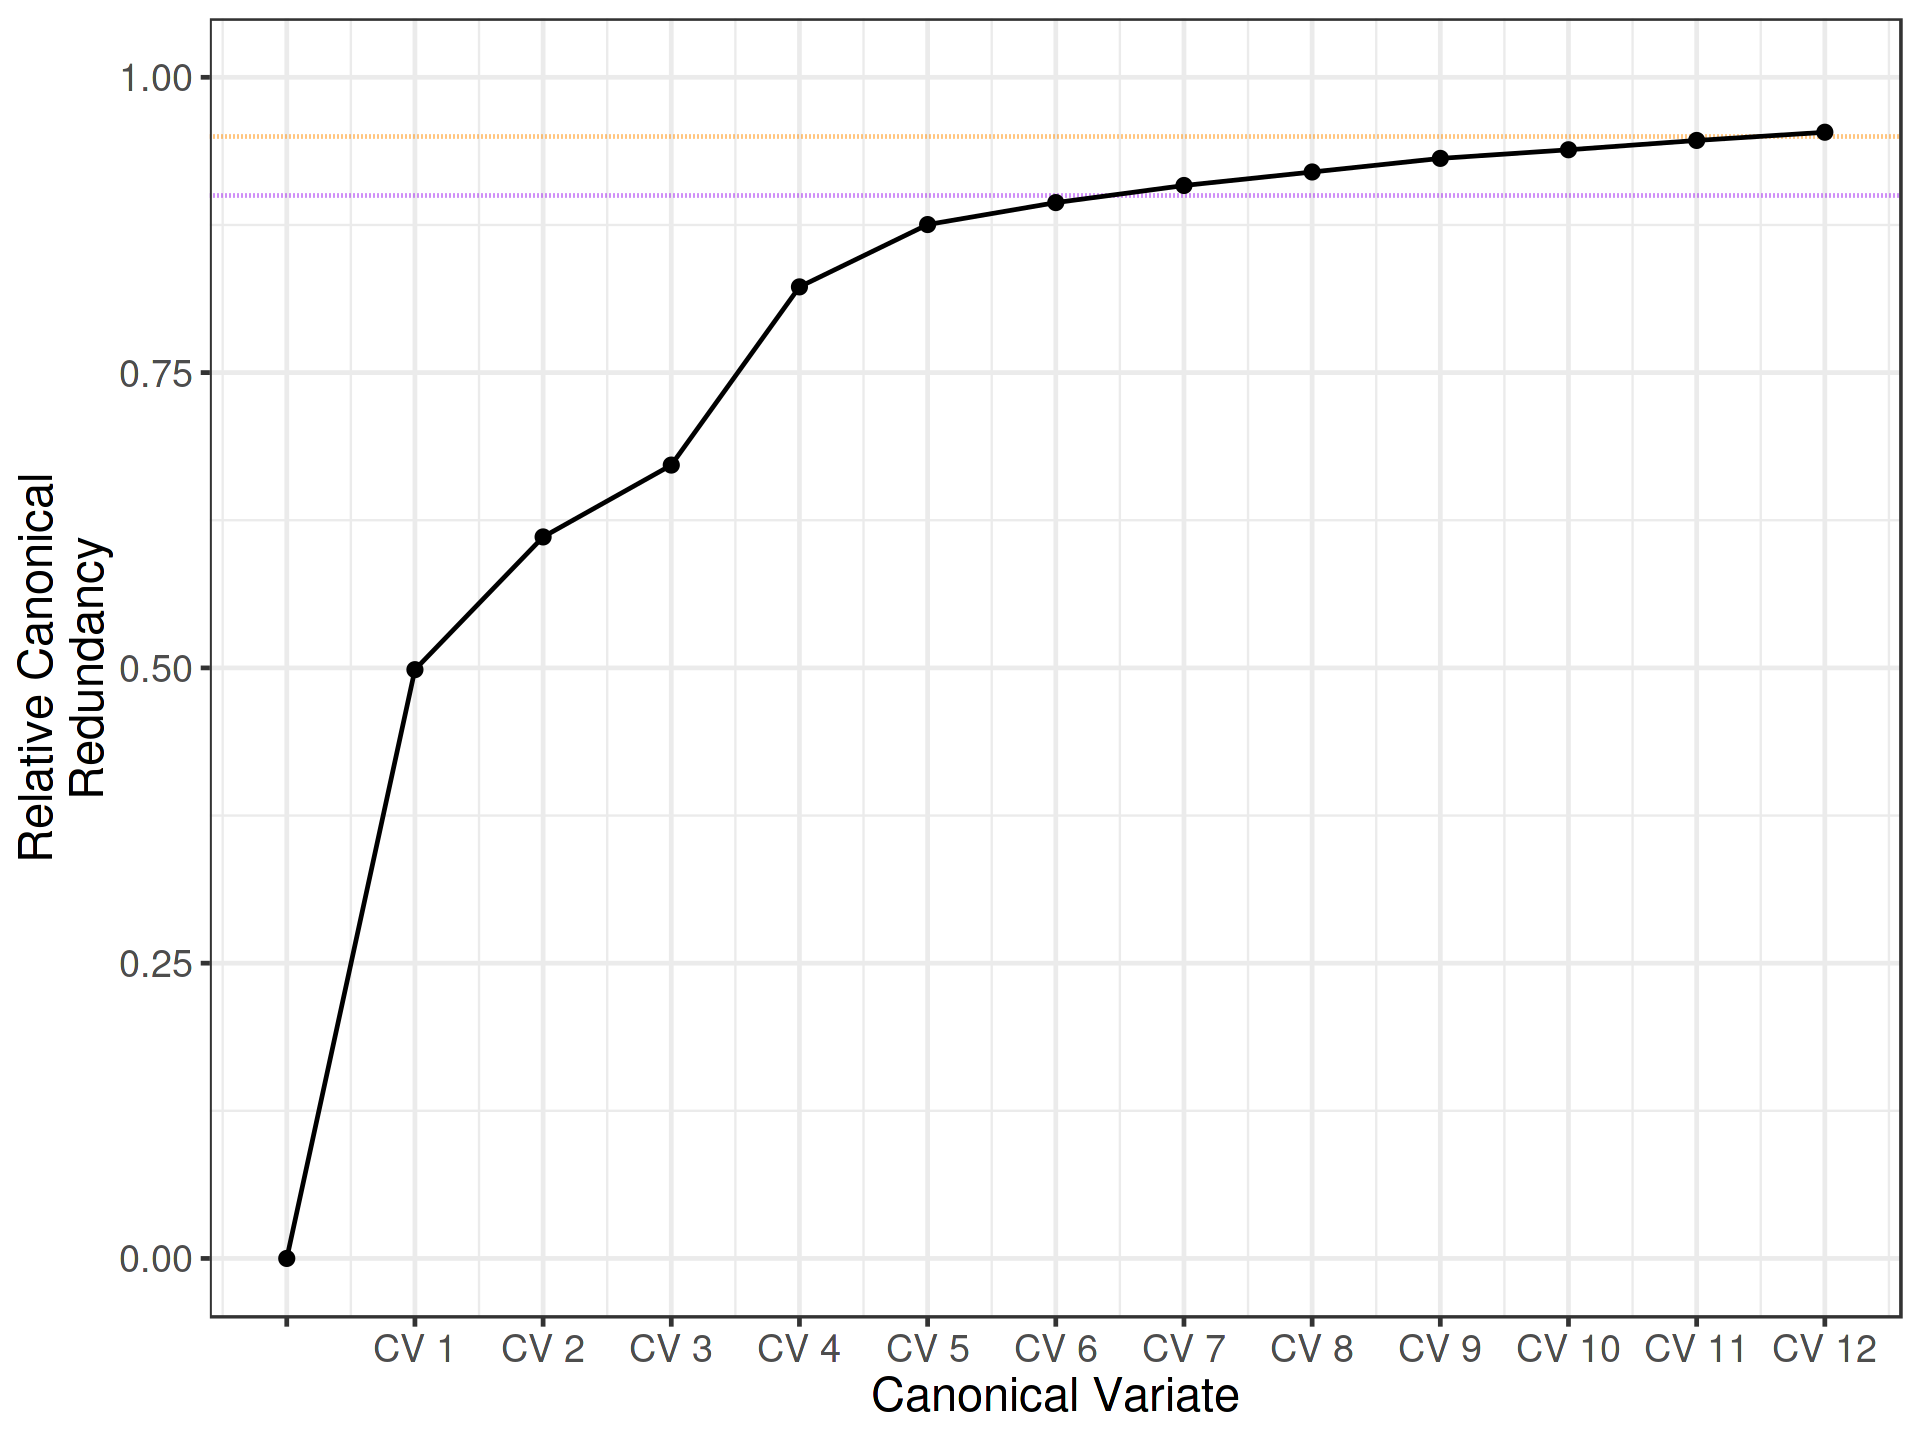 1.00
0.75
0.50
0.25
0.00
Relative Canonical
Redundancy
CV 1 CV 2 CV 3 CV 4 CV 5 CV 6 CV 7 CV 8 CV 9 CV 10 CV 11 CV 12
Canonical Variate